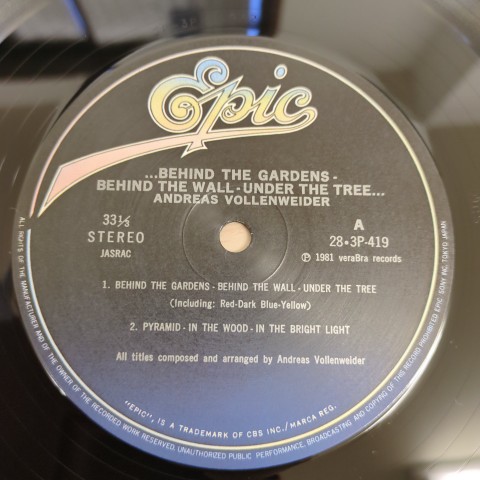 Epic
...BEHIND THE GARDENS -
BEHIND THE WALL - UNDER THE TREE...
ANDREAS VOLLENWEIDER
33 1/3
STEREO
JASRAC
A
28•3P-419
Ⓟ 1981 veraBra records
1. BEHIND THE GARDENS - BEHIND THE WALL - UNDER THE TREE
(Including: Red-Dark Blue-Yellow)
2. PYRAMID - IN THE WOOD - IN THE BRIGHT LIGHT
All titles composed and arranged by Andreas Vollenweider
"EPIC", IS A TRADEMARK OF CBS INC./MARCA REG.
ALL RIGHTS OF THE MANUFACTURER AND OF THE OWNER OF THE RECORDED WORK RESERVED. UNAUTHORIZED PUBLIC PERFORMANCE, BROADCASTING AND COPYING OF THIS RECORD PROHIBITED EPIC SONY INC. TOKYO JAPAN